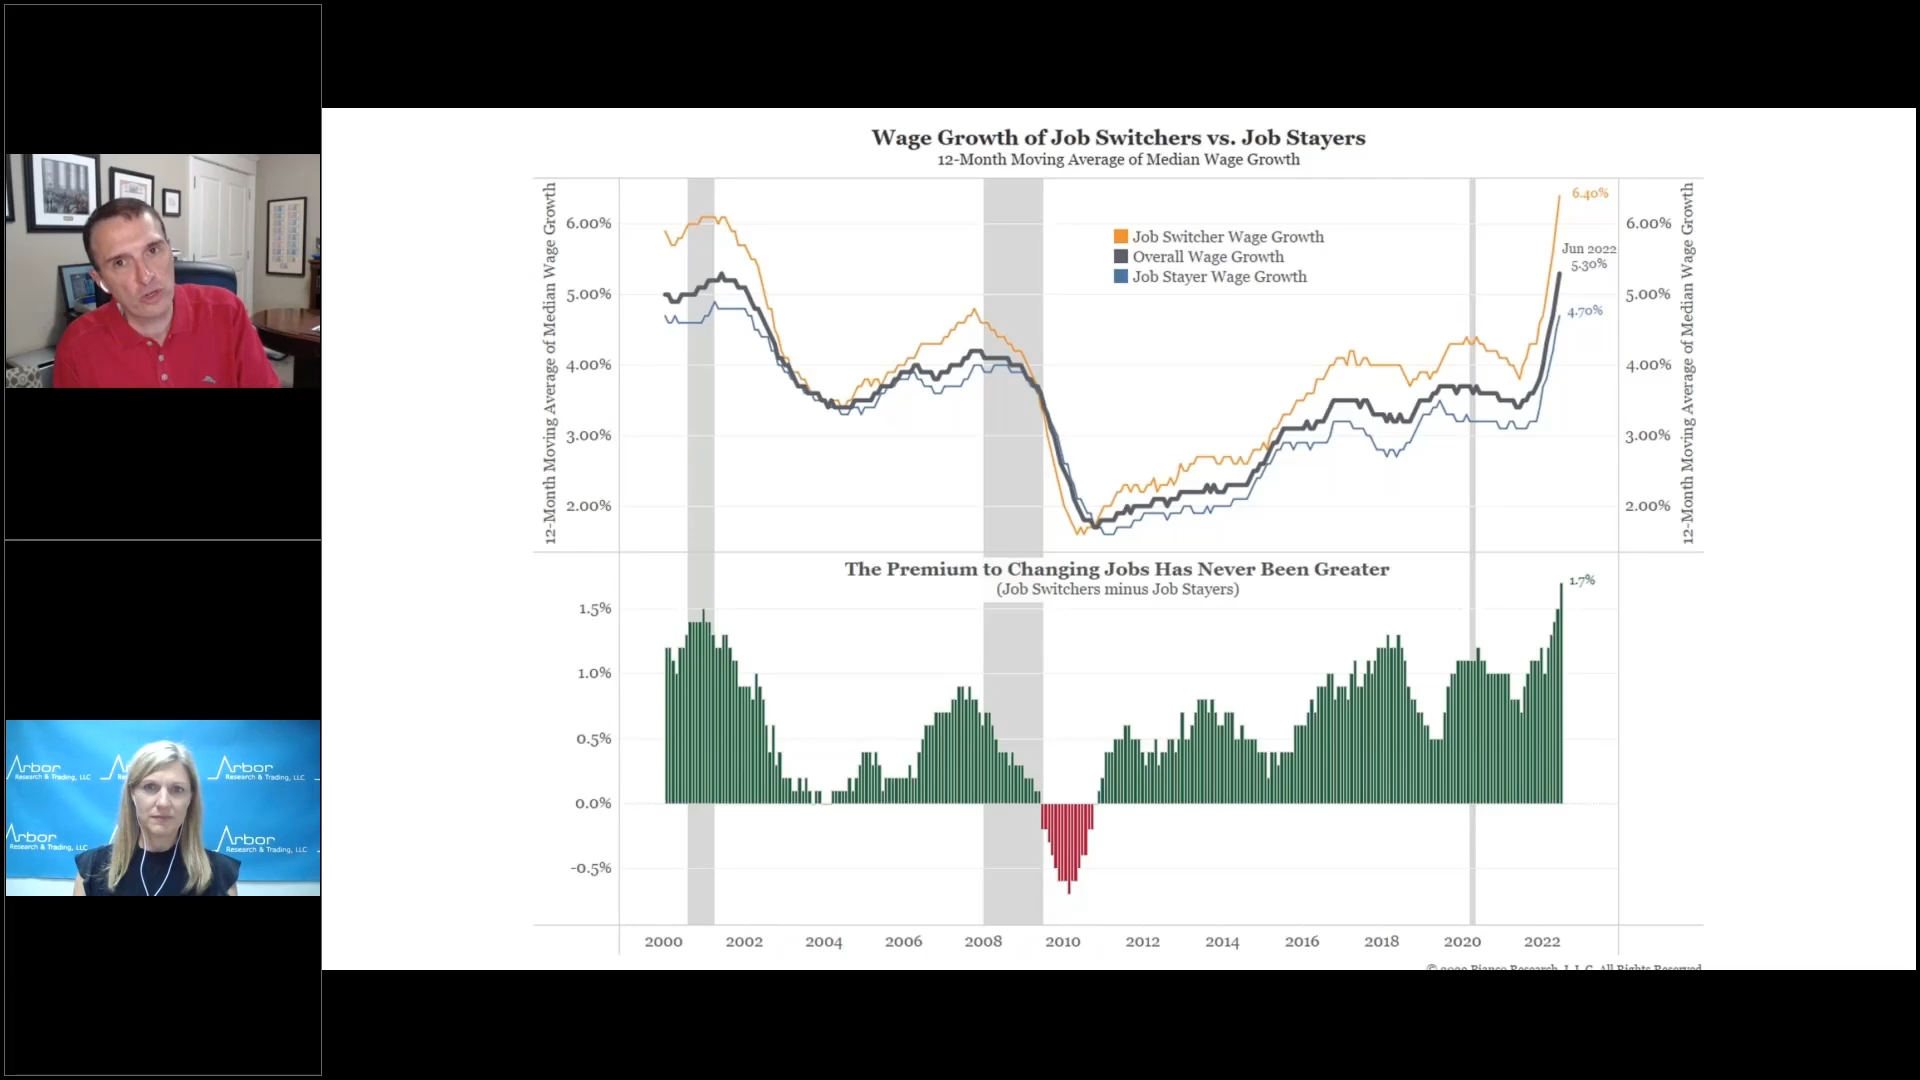 Wage Growth of Job Switchers vs. Job Stayers
12-Month Moving Average of Median Wage Growth
12-Month Moving Average of Median Wage Growth
6.00%
5.00%
4.00%
3.00%
2.00%
Job Switcher Wage Growth
Overall Wage Growth
Job Stayer Wage Growth
6.40%
Jun 2022
5.30%
4.70%
6.00%
5.00%
4.00%
3.00%
2.00%
12-Month Moving Average of Median Wage Growth
The Premium to Changing Jobs Has Never Been Greater
(Job Switchers minus Job Stayers)
1.7%
1.5%
1.0%
0.5%
0.0%
-0.5%
2000 2002 2004 2006 2008 2010 2012 2014 2016 2018 2020 2022
Bianco Research, L.L.C. All Rights Reserved
Arbor
Research & Trading, LLC
Arbor
Research & Trading, LLC
Arbor
Research & Trading, LLC
Arbor
Research & Trading, LLC